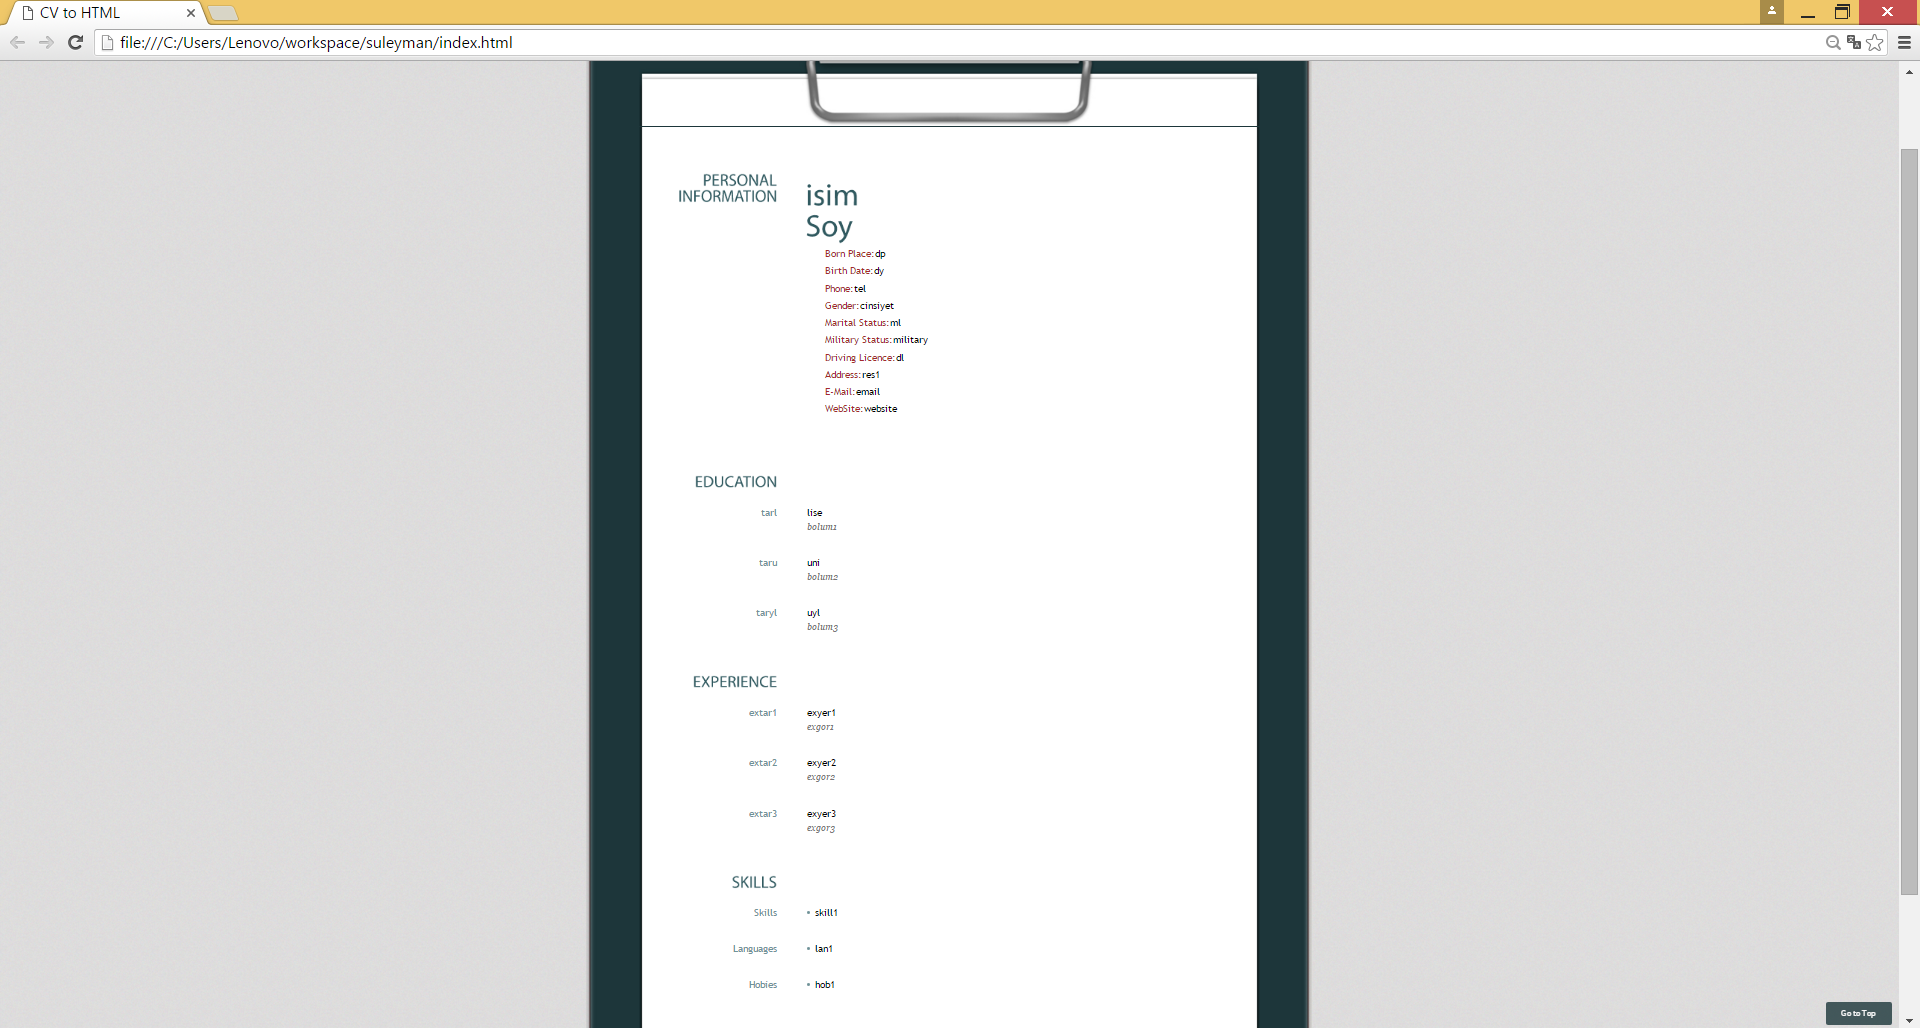 CV to HTML
file:///C:/Users/Lenovo/workspace/suleyman/index.html
PERSONAL
INFORMATION
isim
Soy
Born Place:dp
Birth Date:dy
Phone:tel
Gender:cinsiyet
Marital Status:ml
Military Status:military
Driving Licence:dl
Address:res1
E-Mail:email
WebSite:website
EDUCATION
tarl lise
bolum1
taru uni
bolum2
taryl uyl
bolum3
EXPERIENCE
extar1 exyer1
exgor1
extar2 exyer2
exgor2
extar3 exyer3
exgor3
SKILLS
Skills • skill1
Languages • lan1
Hobies • hob1
Go to Top